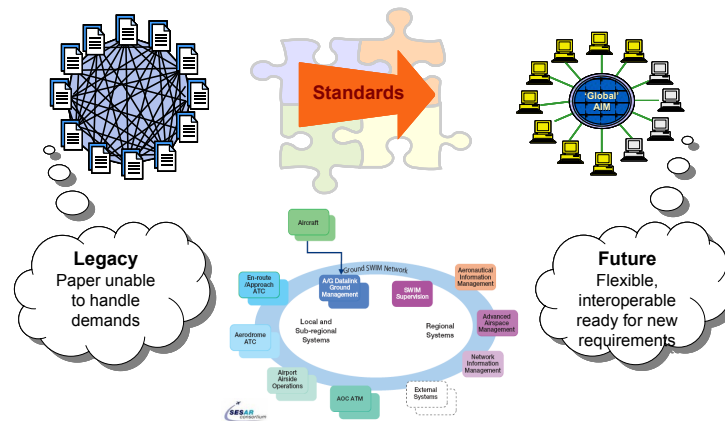 Standards
'Global'
AIM
Legacy
Paper unable
to handle
demands
Future
Flexible,
interoperable
ready for new
requirements
Aircraft
Ground SWIM Network
En-route
/Approach
ATC
A/G Datalink
Ground
Management
SWIM
Supervision
Aeronautical
Information
Management
Local and
Sub-regional
Systems
Regional
Systems
Advanced
Airspace
Management
Aerodrome
ATC
Network
Information
Management
Airport
Airside
Operations
AOC ATM
External
Systems
SESAR
consortium